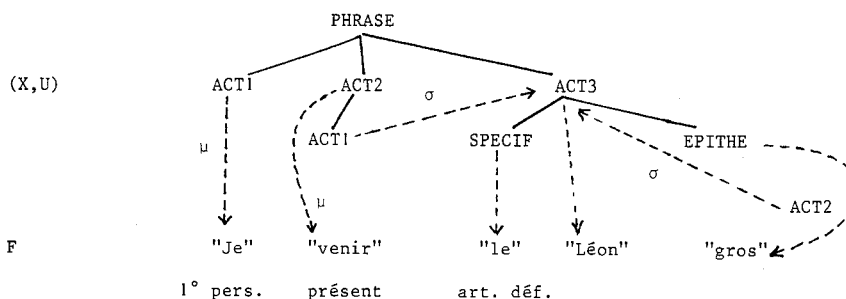 PHRASE
(X,U) ACT1 ACT2 σ ACT3
μ ACT1 SPECIF EPITHE
μ σ ACT2
F "Je" "venir" "le" "Léon" "gros"
1° pers. présent art. déf.